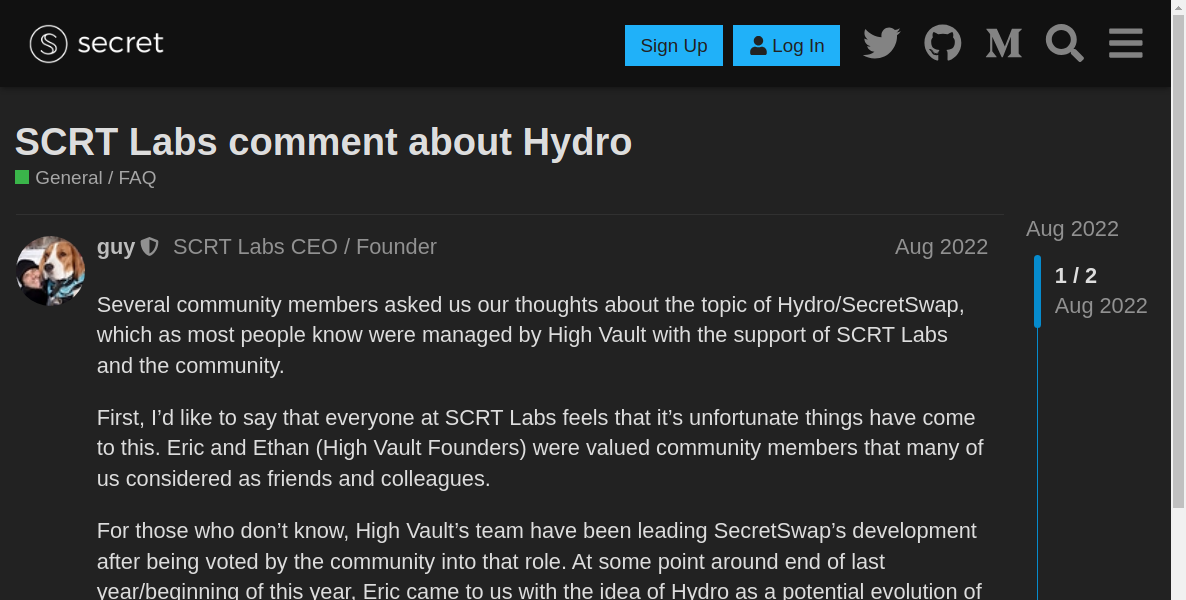 secret
Sign Up
Log In
SCRT Labs comment about Hydro
General / FAQ
guy SCRT Labs CEO / Founder Aug 2022
Several community members asked us our thoughts about the topic of Hydro/SecretSwap,
which as most people know were managed by High Vault with the support of SCRT Labs
and the community.
First, I’d like to say that everyone at SCRT Labs feels that it’s unfortunate things have come
to this. Eric and Ethan (High Vault Founders) were valued community members that many of
us considered as friends and colleagues.
For those who don’t know, High Vault’s team have been leading SecretSwap’s development
after being voted by the community into that role. At some point around end of last
year/beginning of this year, Eric came to us with the idea of Hydro as a potential evolution of
Aug 2022
1 / 2
Aug 2022